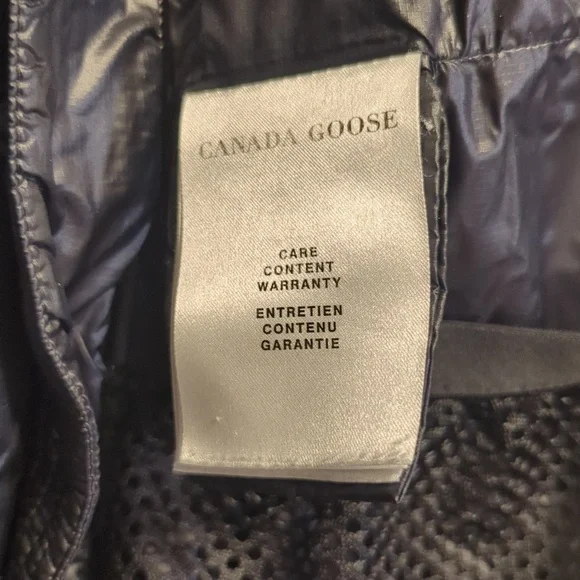 CANADA GOOSE
CARE
CONTENT
WARRANTY
ENTRETIEN
CONTENU
GARANTIE